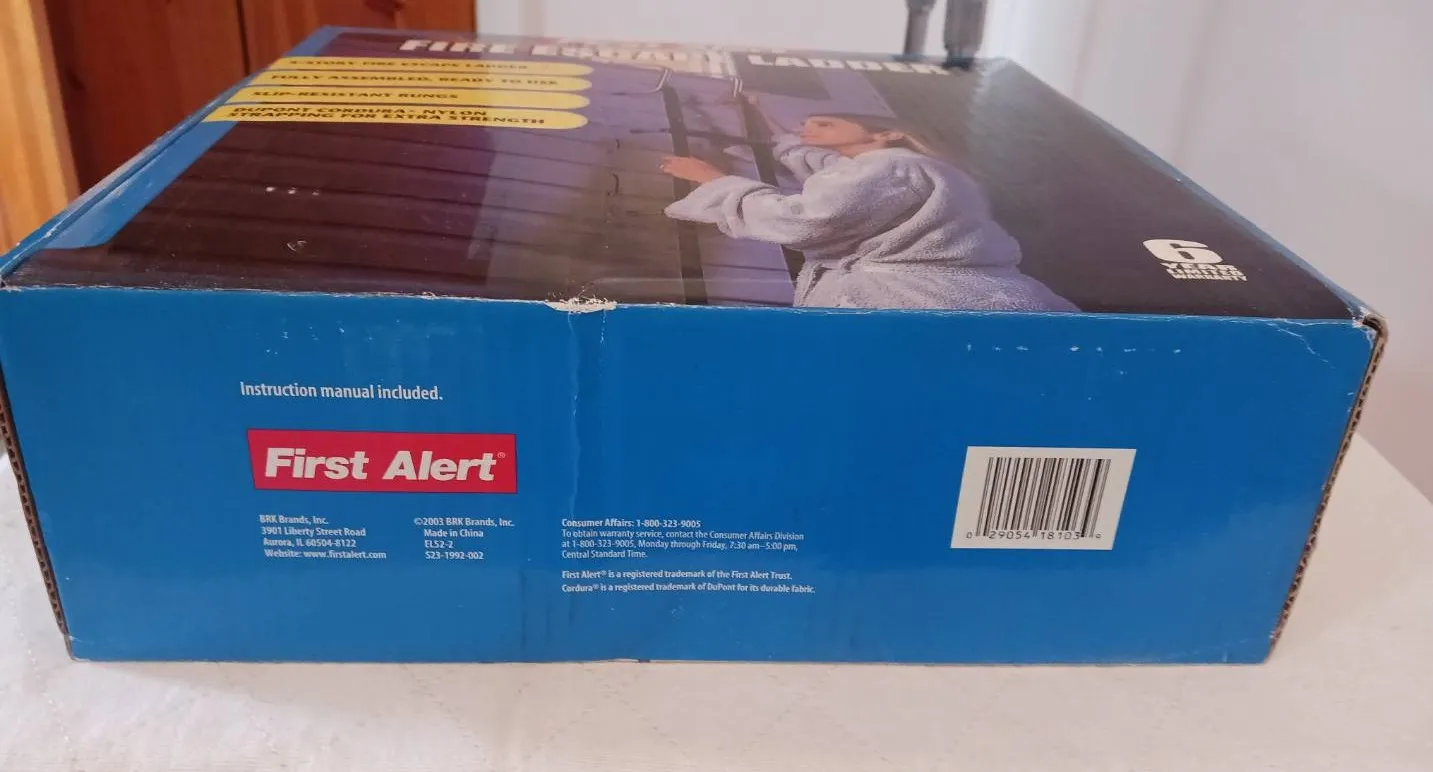 FIRE ESCAPE LADDER
-STORY FIRE ESCAPE LADDER
FULLY ASSEMBLED, READY TO USE
SLIP-RESISTANT RUNGS
DUPONT CORDURA® NYLON
STRAPPING FOR EXTRA STRENGTH
6
YEAR
LIMITED
WARRANTY
Instruction manual included.
First Alert®
BRK Brands, Inc.
3901 Liberty Street Road
Aurora, IL 60504-8122
Website: www.firstalert.com
©2003 BRK Brands, Inc.
Made in China
EL52-2
S23-1992-002
Consumer Affairs: 1-800-323-9005
To obtain warranty service, contact the Consumer Affairs Division
at 1-800-323-9005, Monday through Friday, 7:30 am–5:00 pm,
Central Standard Time.
First Alert® is a registered trademark of the First Alert Trust.
Cordura® is a registered trademark of DuPont for its durable fabric.
0 29054 18103 9